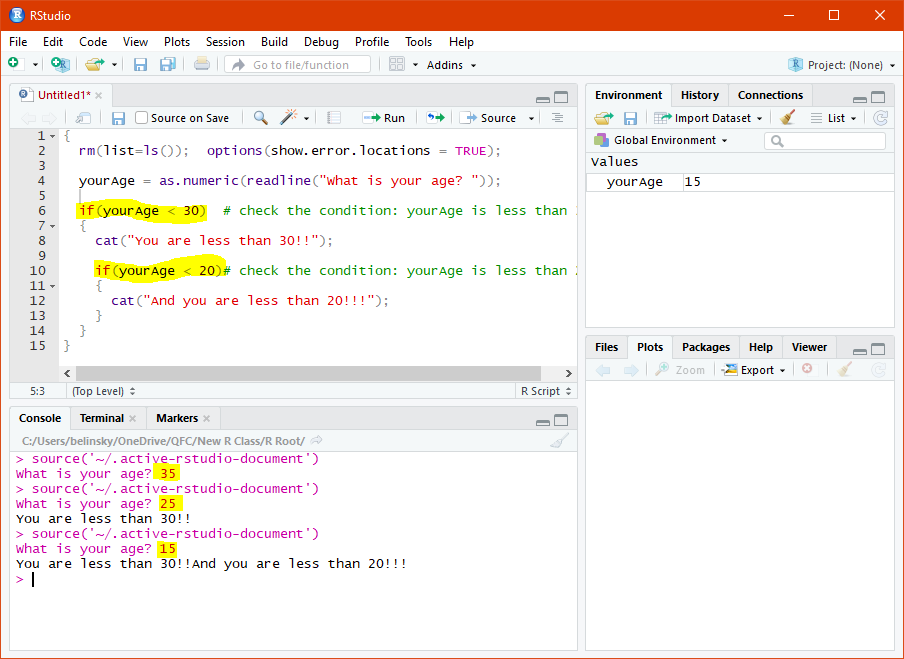 RStudio
File Edit Code View Plots Session Build Debug Profile Tools Help
Go to file/function Addins Project: (None)
Untitled1*
Source on Save Run Source
1 {
2 rm(list=ls()); options(show.error.locations = TRUE);
3
4 yourAge = as.numeric(readline("What is your age? "));
5
6 if(yourAge < 30) # check the condition: yourAge is less than
7 {
8 cat("You are less than 30!!");
9
10 if(yourAge < 20)# check the condition: yourAge is less than
11 {
12 cat("And you are less than 20!!!");
13 }
14 }
15 }
5:3 (Top Level) R Script
Console Terminal Markers
C:/Users/belinsky/OneDrive/QFC/New R Class/R Root/
> source('~/.active-rstudio-document')
What is your age? 35
> source('~/.active-rstudio-document')
What is your age? 25
You are less than 30!!
> source('~/.active-rstudio-document')
What is your age? 15
You are less than 30!!And you are less than 20!!!
>
Environment History Connections
Import Dataset List
Global Environment
Values
yourAge 15
Files Plots Packages Help Viewer
Zoom Export